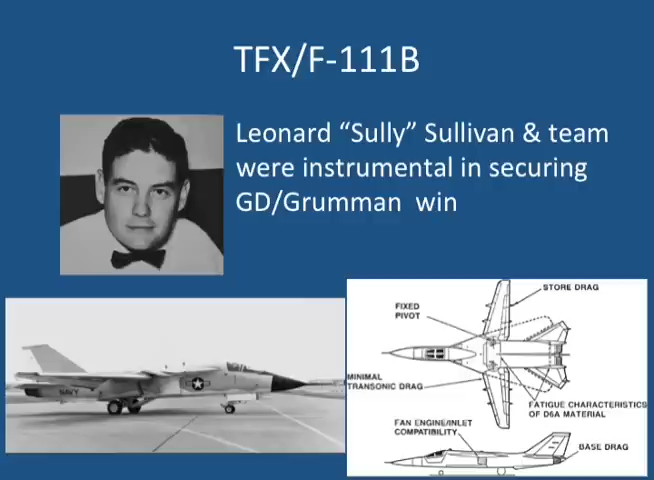 TFX/F-111B
Leonard “Sully” Sullivan & team
were instrumental in securing
GD/Grumman win
NAVY
STORE DRAG
FIXED
PIVOT
MINIMAL
TRANSONIC DRAG
FATIGUE CHARACTERISTICS
OF D6A MATERIAL
FAN ENGINE/INLET
COMPATIBILITY
BASE DRAG